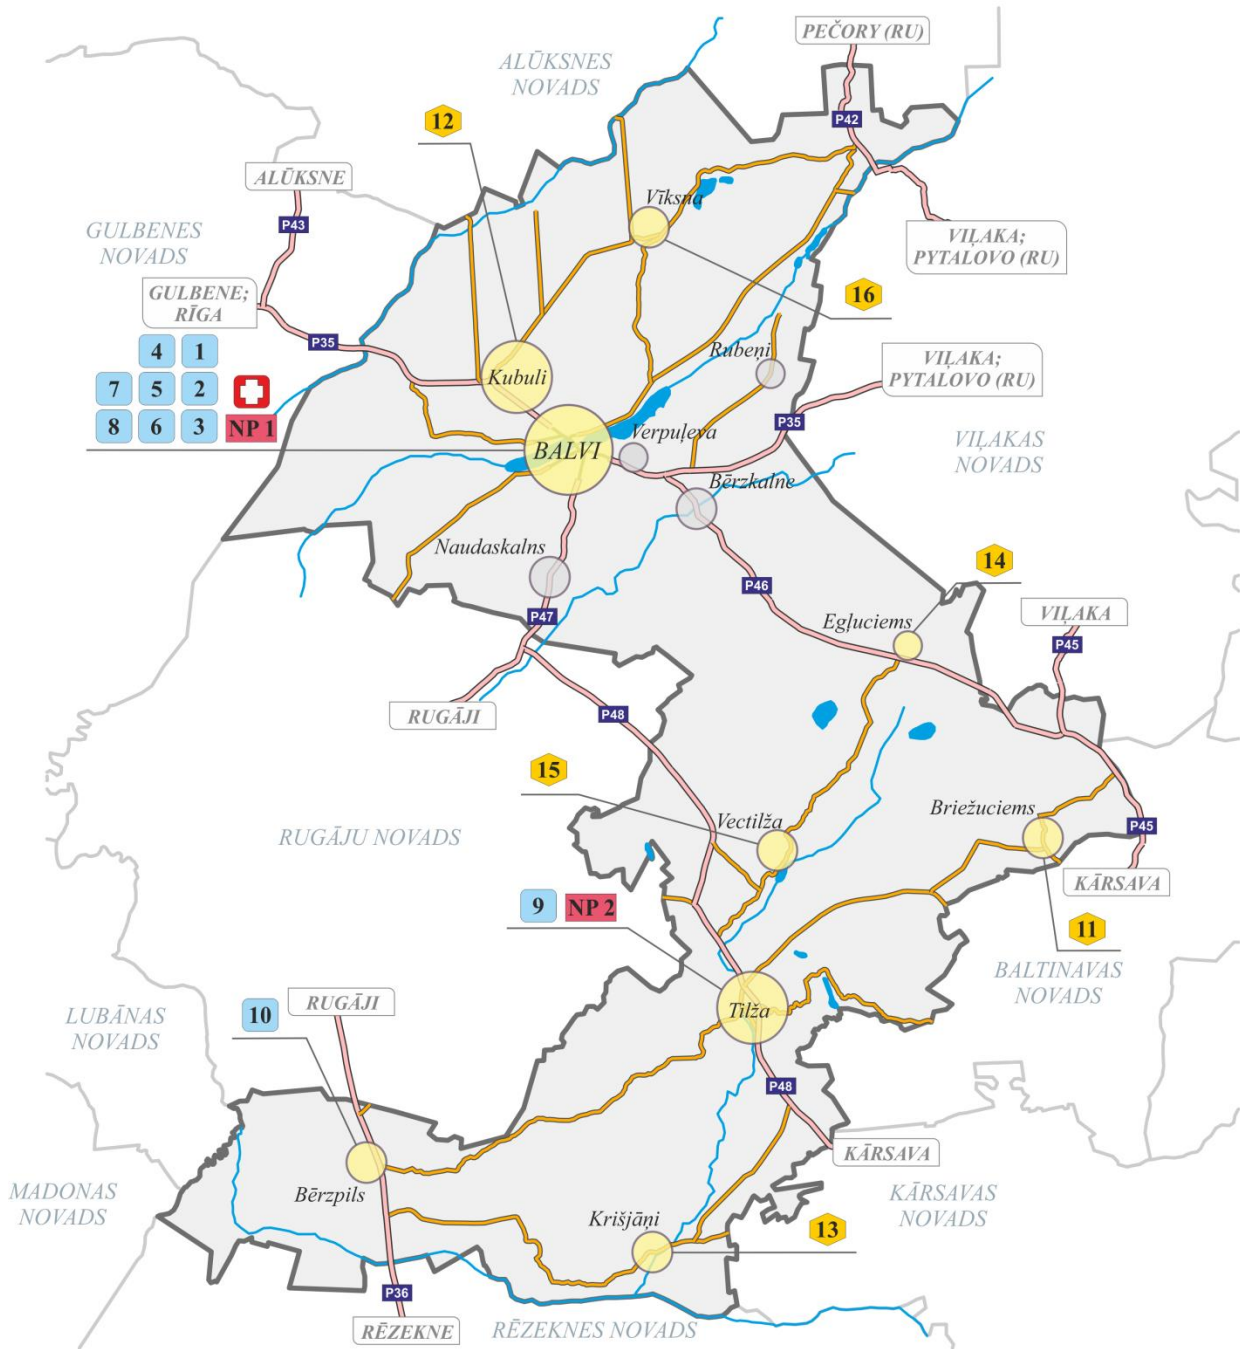 PEČORY (RU)
ALŪKSNES
NOVADS
P42
12
ALŪKSNE
Vīksna
P43
GULBENES
NOVADS
VIĻAKA;
PYTALOVO (RU)
GULBENE;
RĪGA
16
P35
4 1
Rubeņi
VIĻAKA;
PYTALOVO (RU)
7 5 2
Kubuli
8 6 3 NP 1
P35
Verpuļeva
BALVI
VIĻAKAS
NOVADS
Bērzkalne
Naudaskalns
14
P46
P47
Egļuciems
VIĻAKA
P45
RUGĀJI
P48
15
Vectilža
Briežuciems
P45
RUGĀJU NOVADS
KĀRSAVA
9 NP 2
11
BALTINAVAS
NOVADS
RUGĀJI
Tilža
10
LUBĀNAS
NOVADS
P48
KĀRSAVA
Bērzpils
MADONAS
NOVADS
KĀRSAVAS
NOVADS
Krišjāņi
13
P36
RĒZEKNE
RĒZEKNES NOVADS